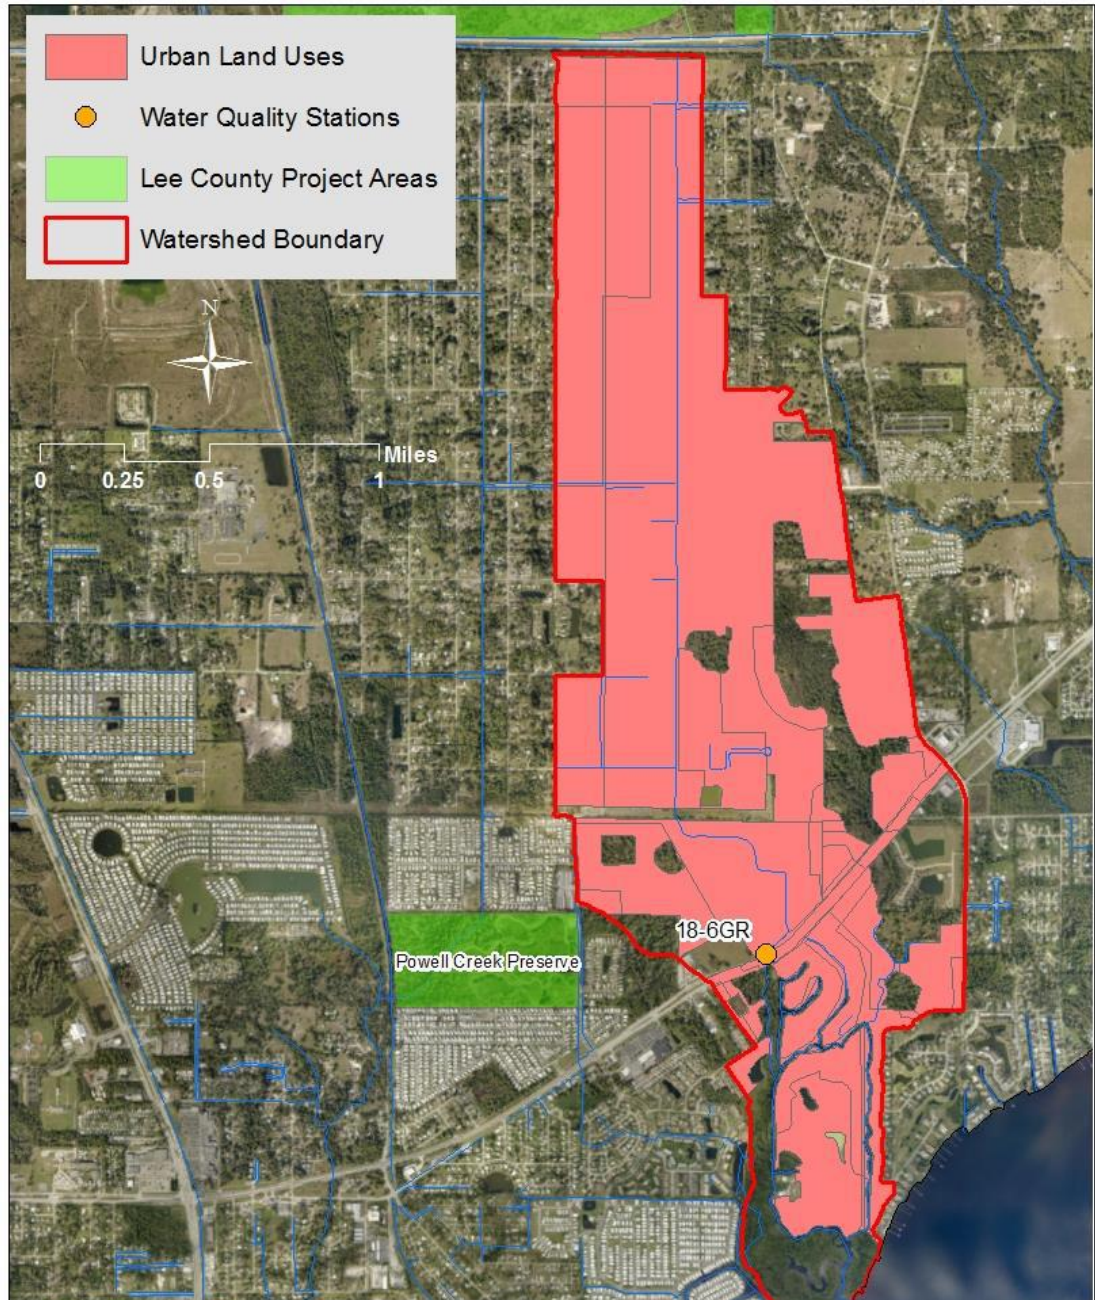 Urban Land Uses
Water Quality Stations
Lee County Project Areas
Watershed Boundary
N
Miles
0 0.25 0.5 1
18-6GR
Powell Creek Preserve